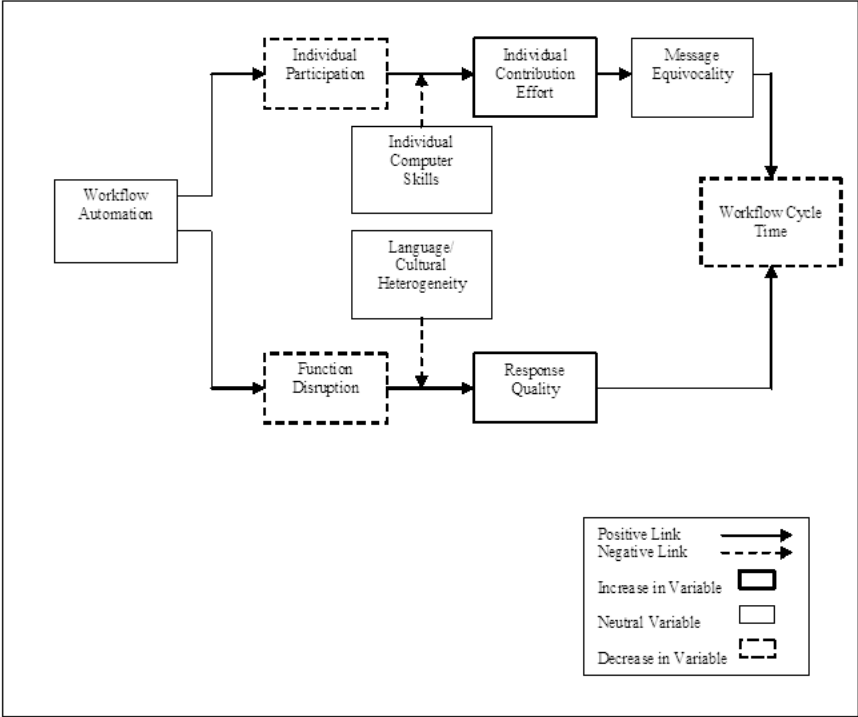 Individual
Participation
Individual
Contribution
Effort
Message
Equivocality
Individual
Computer
Skills
Workflow
Automation
Workflow Cycle
Time
Language/
Cultural
Heterogeneity
Function
Disruption
Response
Quality
Positive Link
Negative Link
Increase in Variable
Neutral Variable
Decrease in Variable